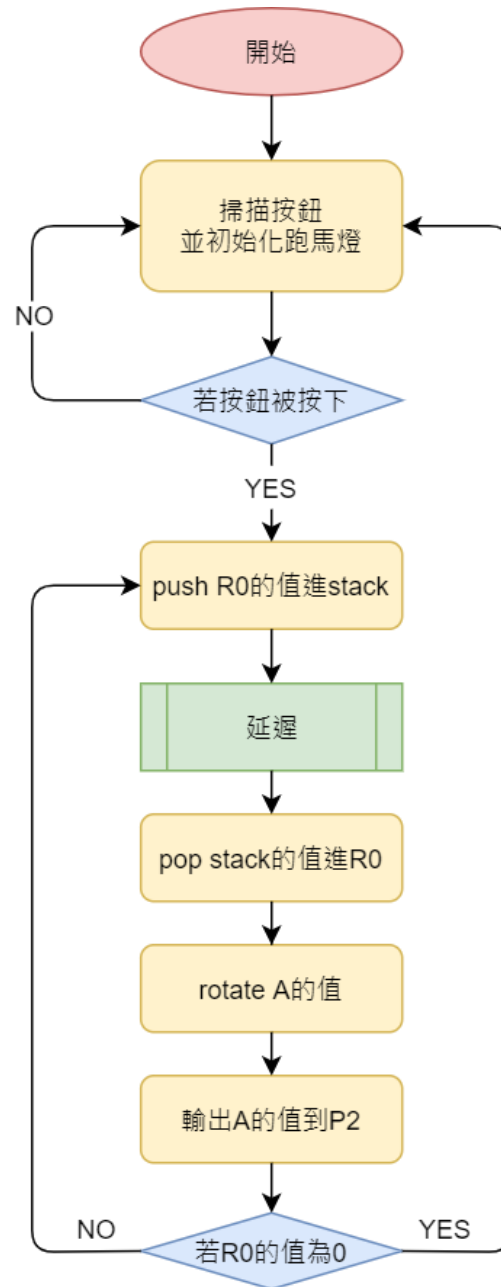 開始
掃描按鈕
並初始化跑馬燈
NO
若按鈕被按下
YES
push R0的值進stack
延遲
pop stack的值進R0
rotate A的值
輸出A的值到P2
NO
若R0的值為0
YES